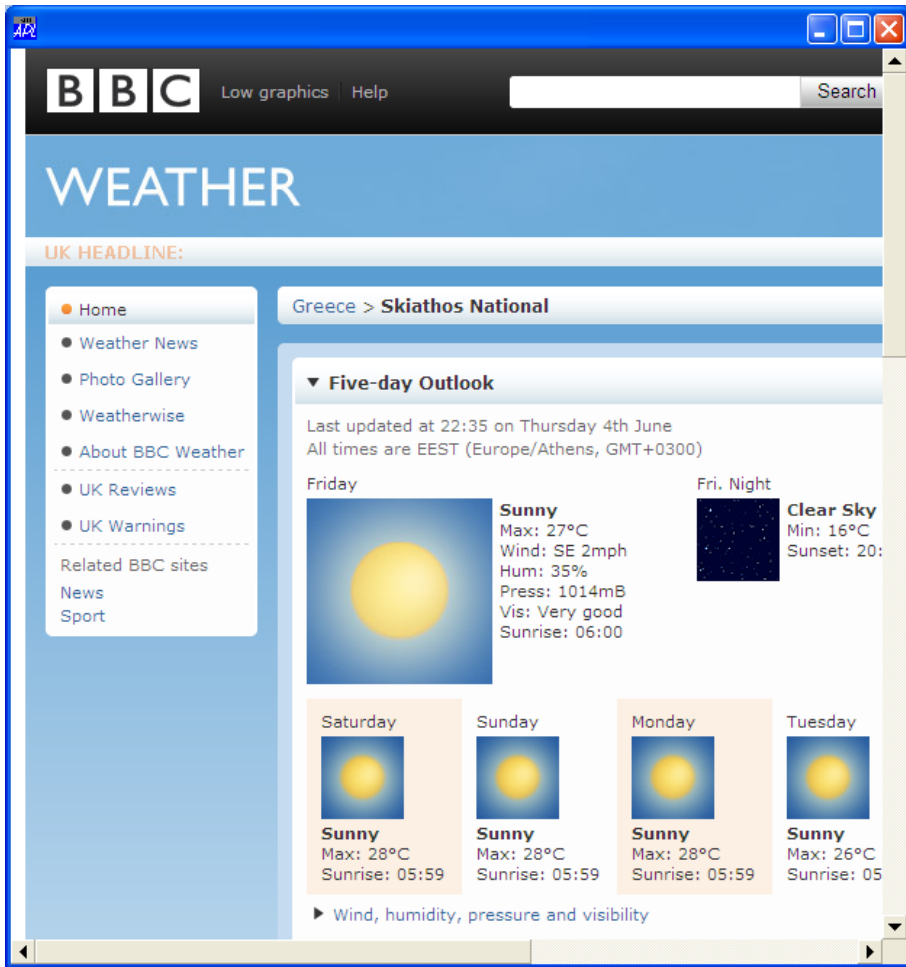 APL
BBC Low graphics Help Search
WEATHER
UK HEADLINE:
Home
Weather News
Photo Gallery
Weatherwise
About BBC Weather
UK Reviews
UK Warnings
Related BBC sites
News
Sport
Greece > Skiathos National
Five-day Outlook
Last updated at 22:35 on Thursday 4th June
All times are EEST (Europe/Athens, GMT+0300)
Friday
Sunny
Max: 27°C
Wind: SE 2mph
Hum: 35%
Press: 1014mB
Vis: Very good
Sunrise: 06:00
Fri. Night
Clear Sky
Min: 16°C
Sunset: 20:
Saturday
Sunny
Max: 28°C
Sunrise: 05:59
Sunday
Sunny
Max: 28°C
Sunrise: 05:59
Monday
Sunny
Max: 28°C
Sunrise: 05:59
Tuesday
Sunny
Max: 26°C
Sunrise: 05
Wind, humidity, pressure and visibility